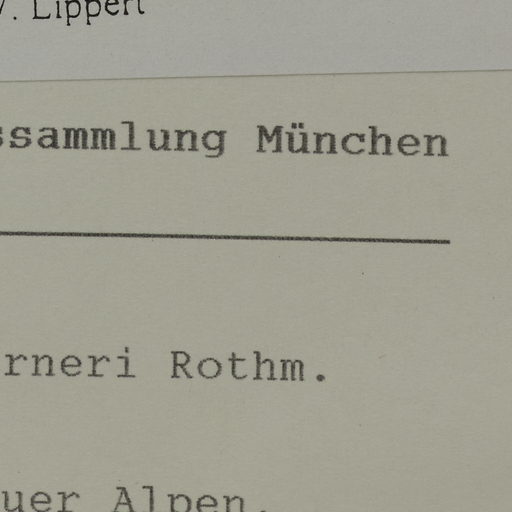 W. Lippert
ssammlung München
rneri Rothm.
uer Alpen.